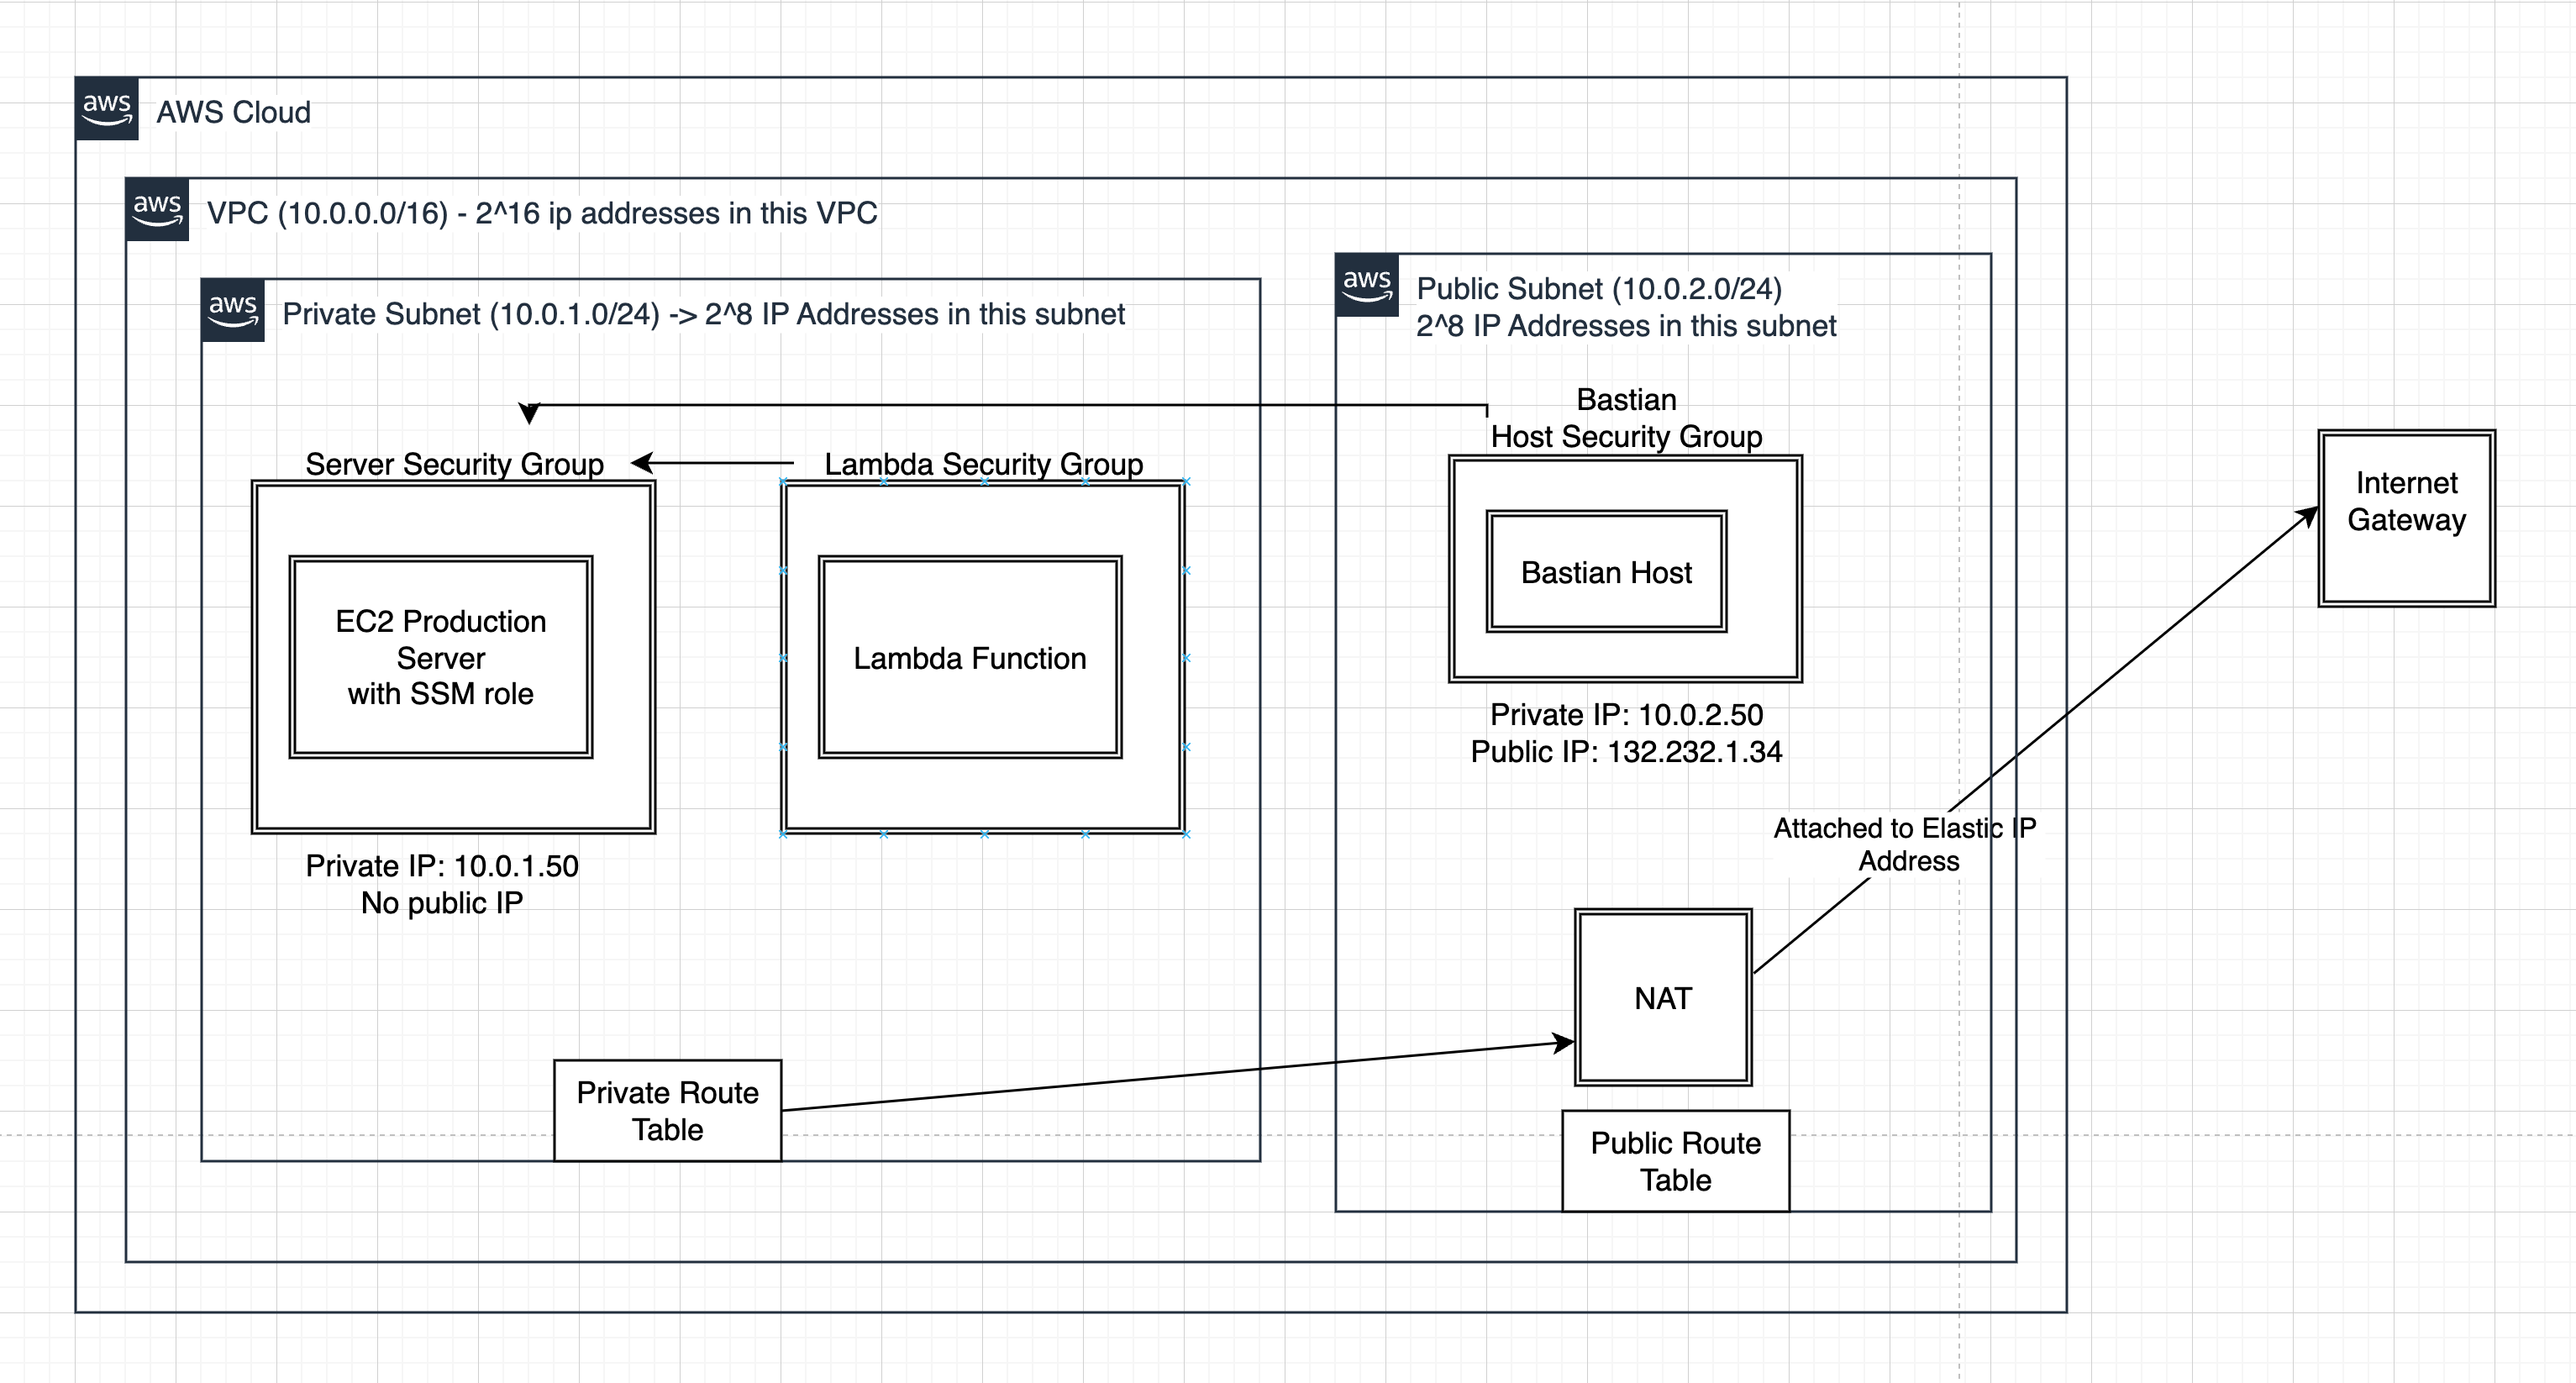 aws
AWS Cloud
aws
VPC (10.0.0.0/16) - 2^16 ip addresses in this VPC
aws
Private Subnet (10.0.1.0/24) -> 2^8 IP Addresses in this subnet
aws
Public Subnet (10.0.2.0/24)
2^8 IP Addresses in this subnet
Server Security Group
Lambda Security Group
Bastian
Host Security Group
EC2 Production
Server
with SSM role
Lambda Function
Bastian Host
Internet
Gateway
Private IP: 10.0.1.50
No public IP
Private IP: 10.0.2.50
Public IP: 132.232.1.34
Attached to Elastic IP
Address
NAT
Private Route
Table
Public Route
Table